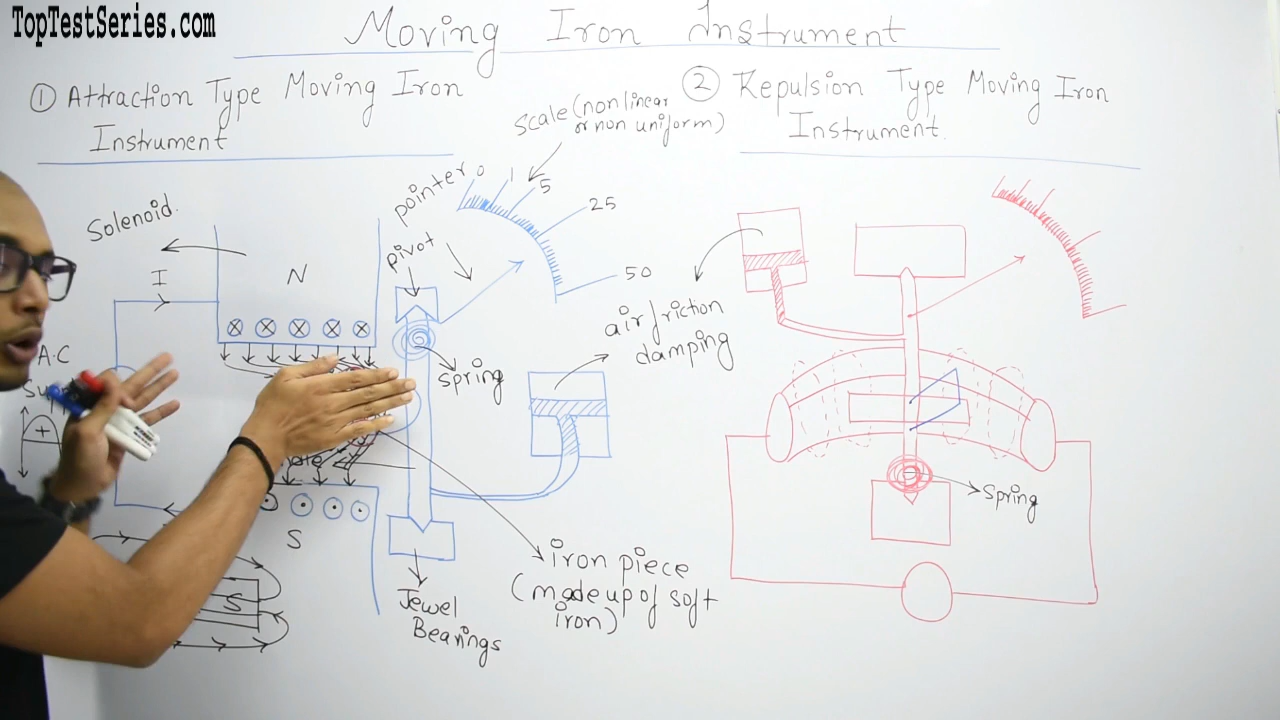 TopTestSeries.com
Moving Iron Instrument
① Attraction Type Moving Iron
Instrument
② Repulsion Type Moving Iron
Instrument.
Scale (non linear
or non uniform)
0
1
5
25
50
pointer
pivot
Solenoid.
I
N
A.C
+
spring
air friction
damping
S
S
iron piece
(made up of soft
iron)
Jewel
Bearings
Spring